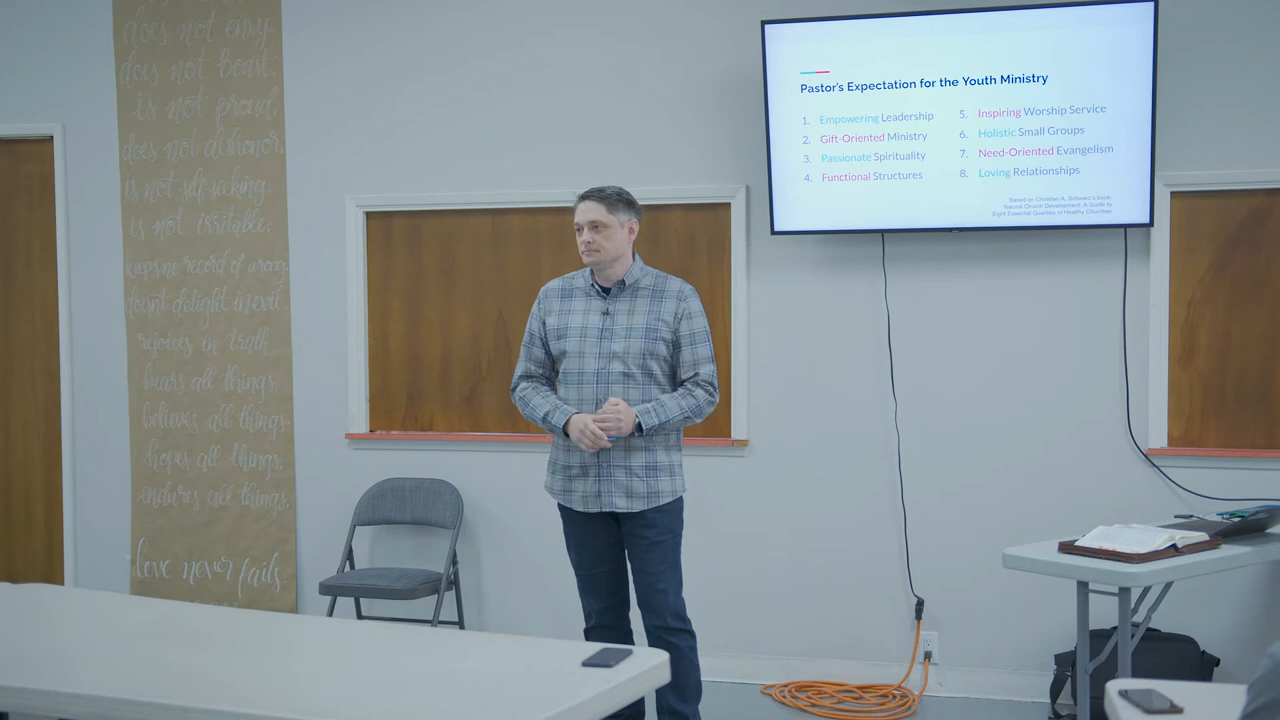 does not envy,
does not boast,
is not proud,
does not dishonor,
is not self seeking,
is not irritable,
keeps no record of wrong,
doesn't delight in evil,
rejoices in truth,
bears all things,
believes all things,
hopes all things,
endures all things,
love never fails
Pastor's Expectation for the Youth Ministry
1. Empowering Leadership
2. Gift-Oriented Ministry
3. Passionate Spirituality
4. Functional Structures
5. Inspiring Worship Service
6. Holistic Small Groups
7. Need-Oriented Evangelism
8. Loving Relationships
Based on Christian A. Schwarz's book:
Natural Church Development: A Guide to
Eight Essential Qualities of Healthy Churches